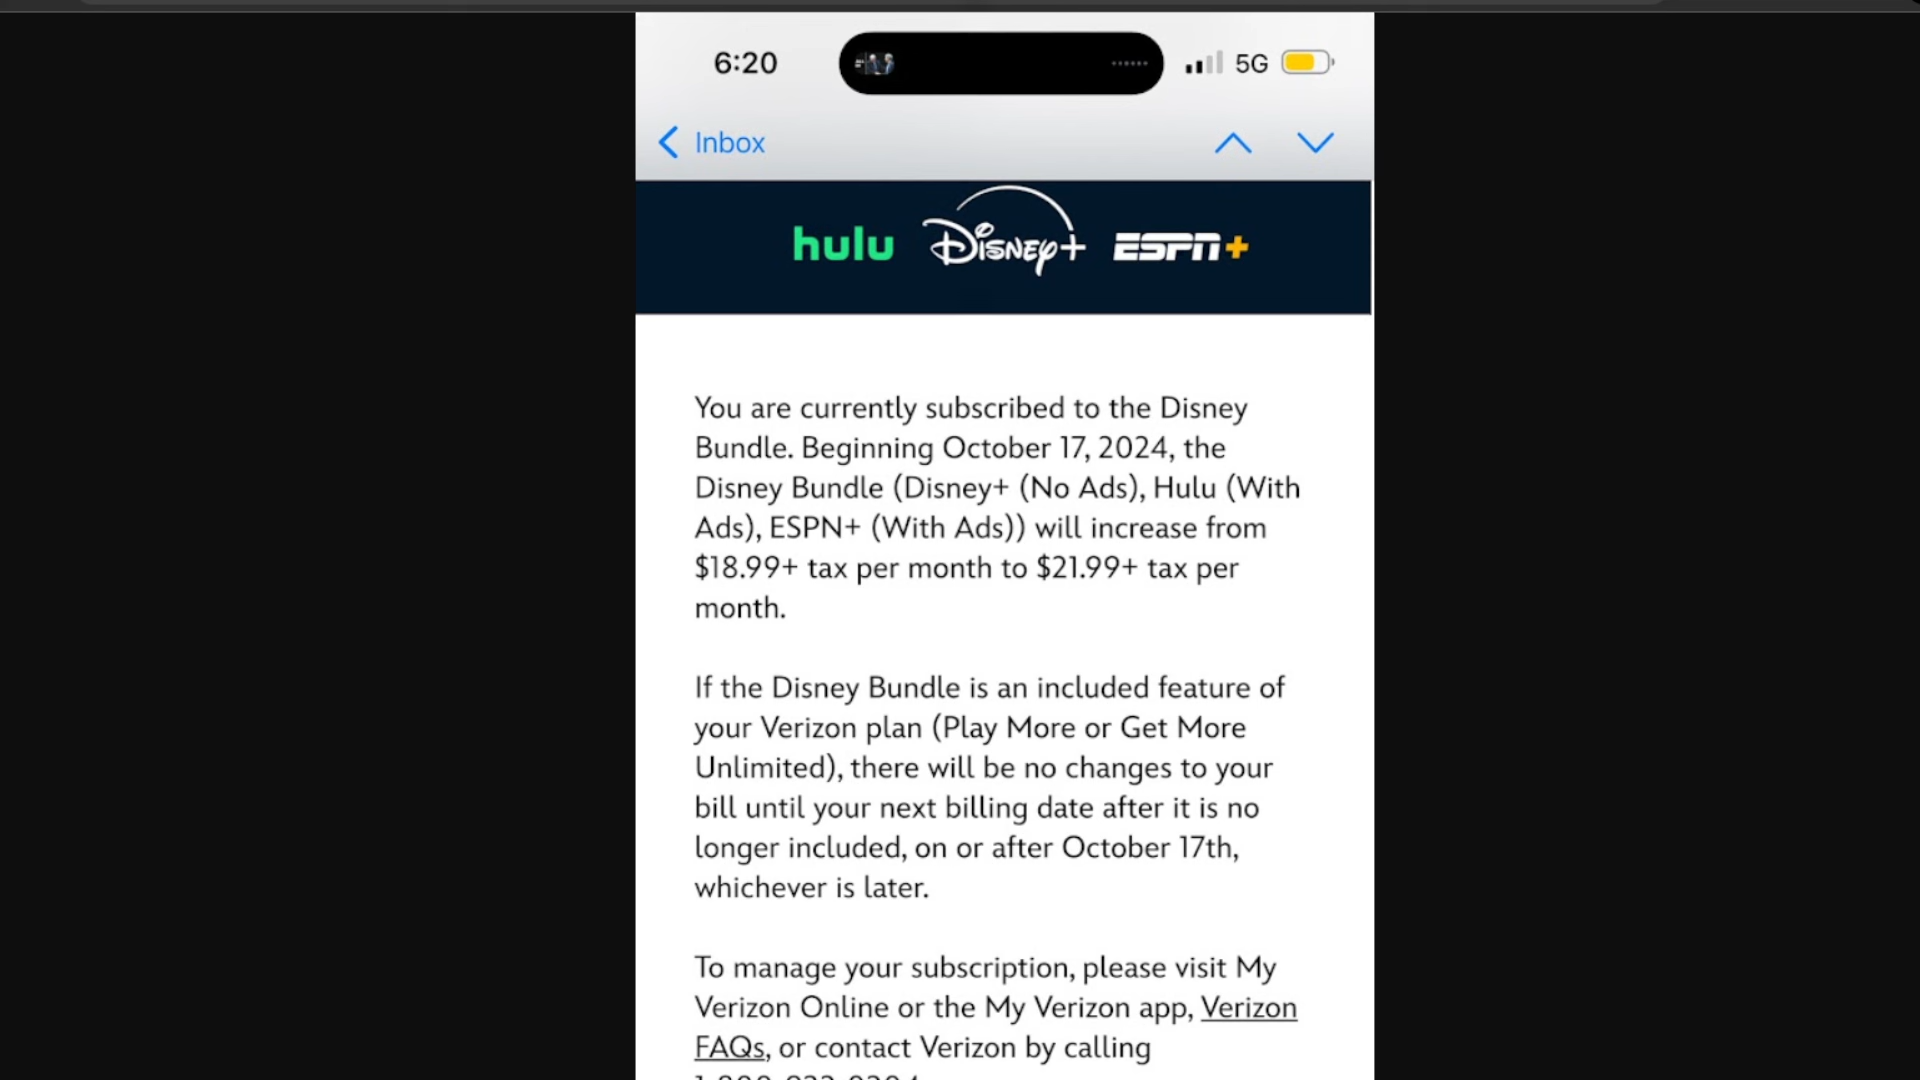 6:20
5G
Inbox
hulu Disney+ ESPN+
You are currently subscribed to the Disney
Bundle. Beginning October 17, 2024, the
Disney Bundle (Disney+ (No Ads), Hulu (With
Ads), ESPN+ (With Ads)) will increase from
$18.99+ tax per month to $21.99+ tax per
month.
If the Disney Bundle is an included feature of
your Verizon plan (Play More or Get More
Unlimited), there will be no changes to your
bill until your next billing date after it is no
longer included, on or after October 17th,
whichever is later.
To manage your subscription, please visit My
Verizon Online or the My Verizon app, Verizon
FAQs, or contact Verizon by calling